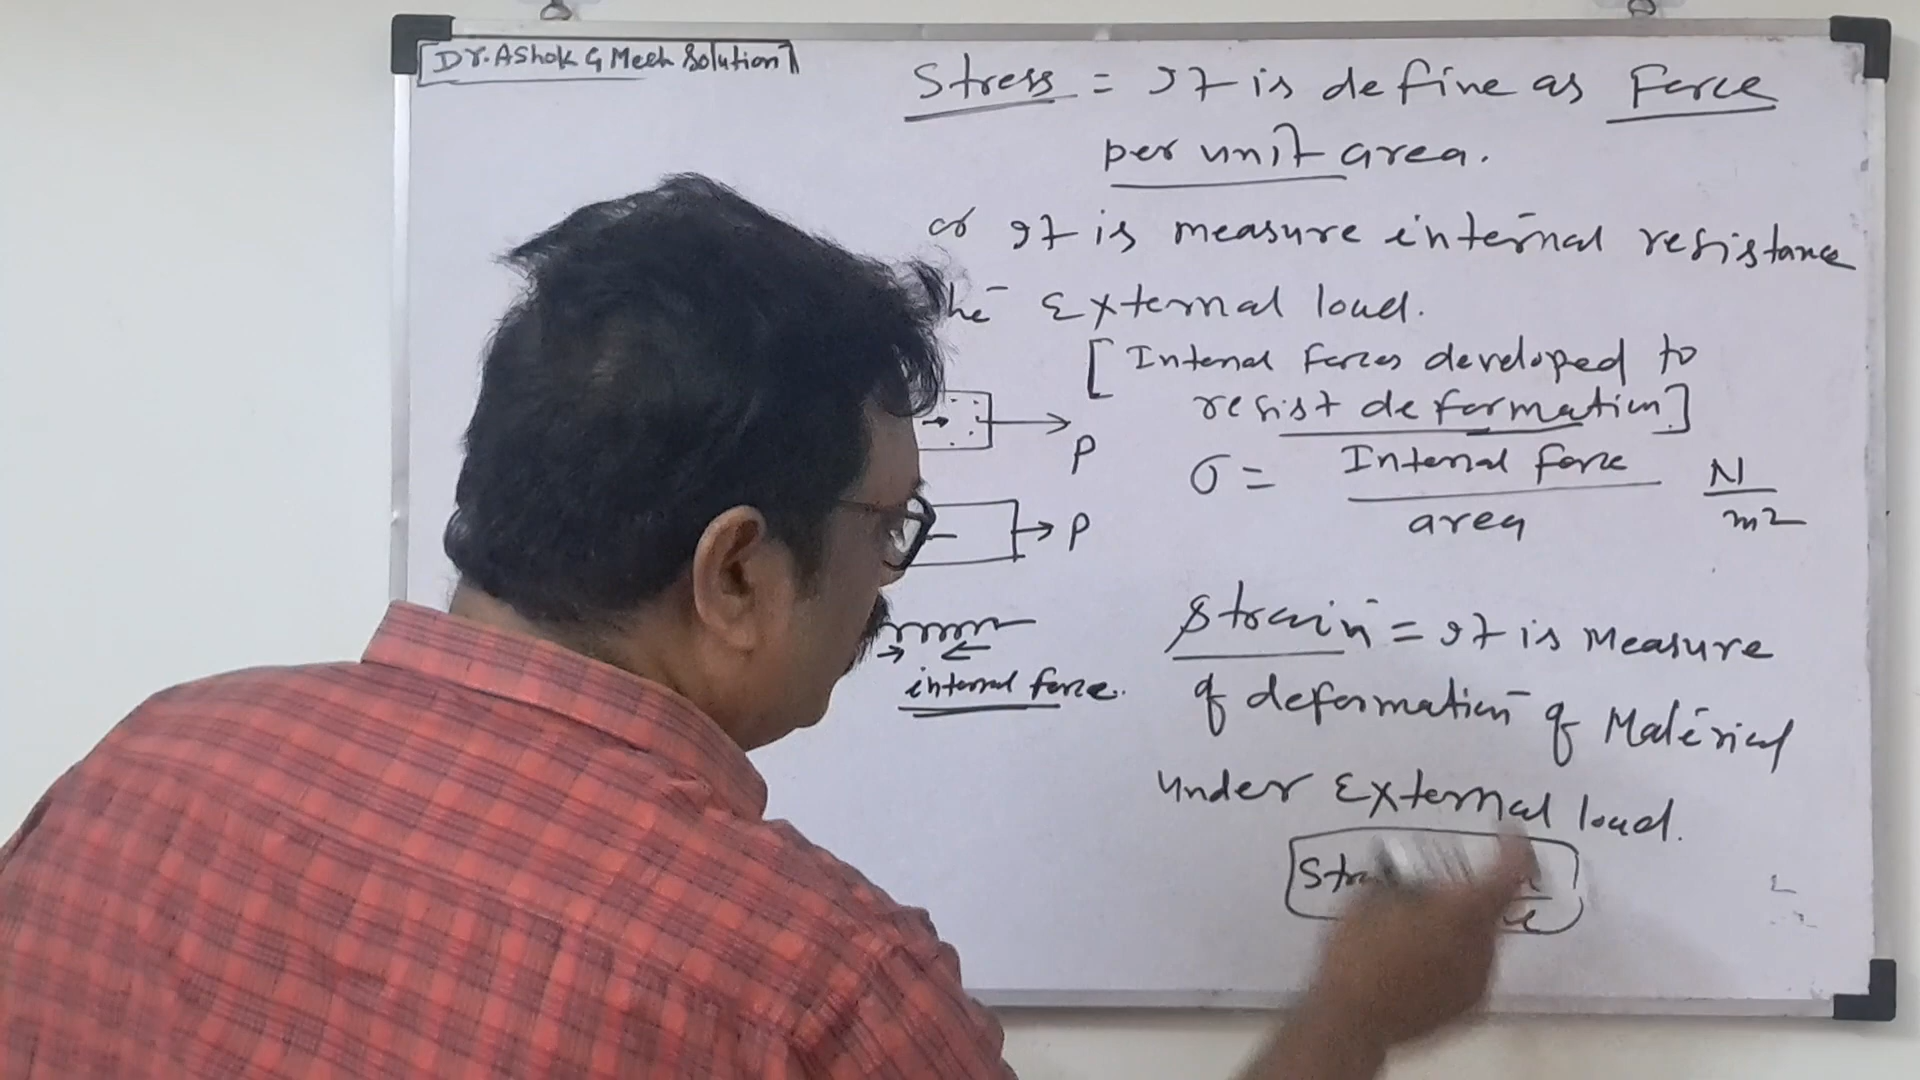 [Dr. Ashok G Mech Solution]
Stress = It is define as Force
per unit area.
or It is measure internal resistance
External load.
[Internal forces developed to
resist deformation]
P
σ = Internal force / area N/m2
P
Strain = It is Measure
internal force.
of deformation of Material
Under External load.